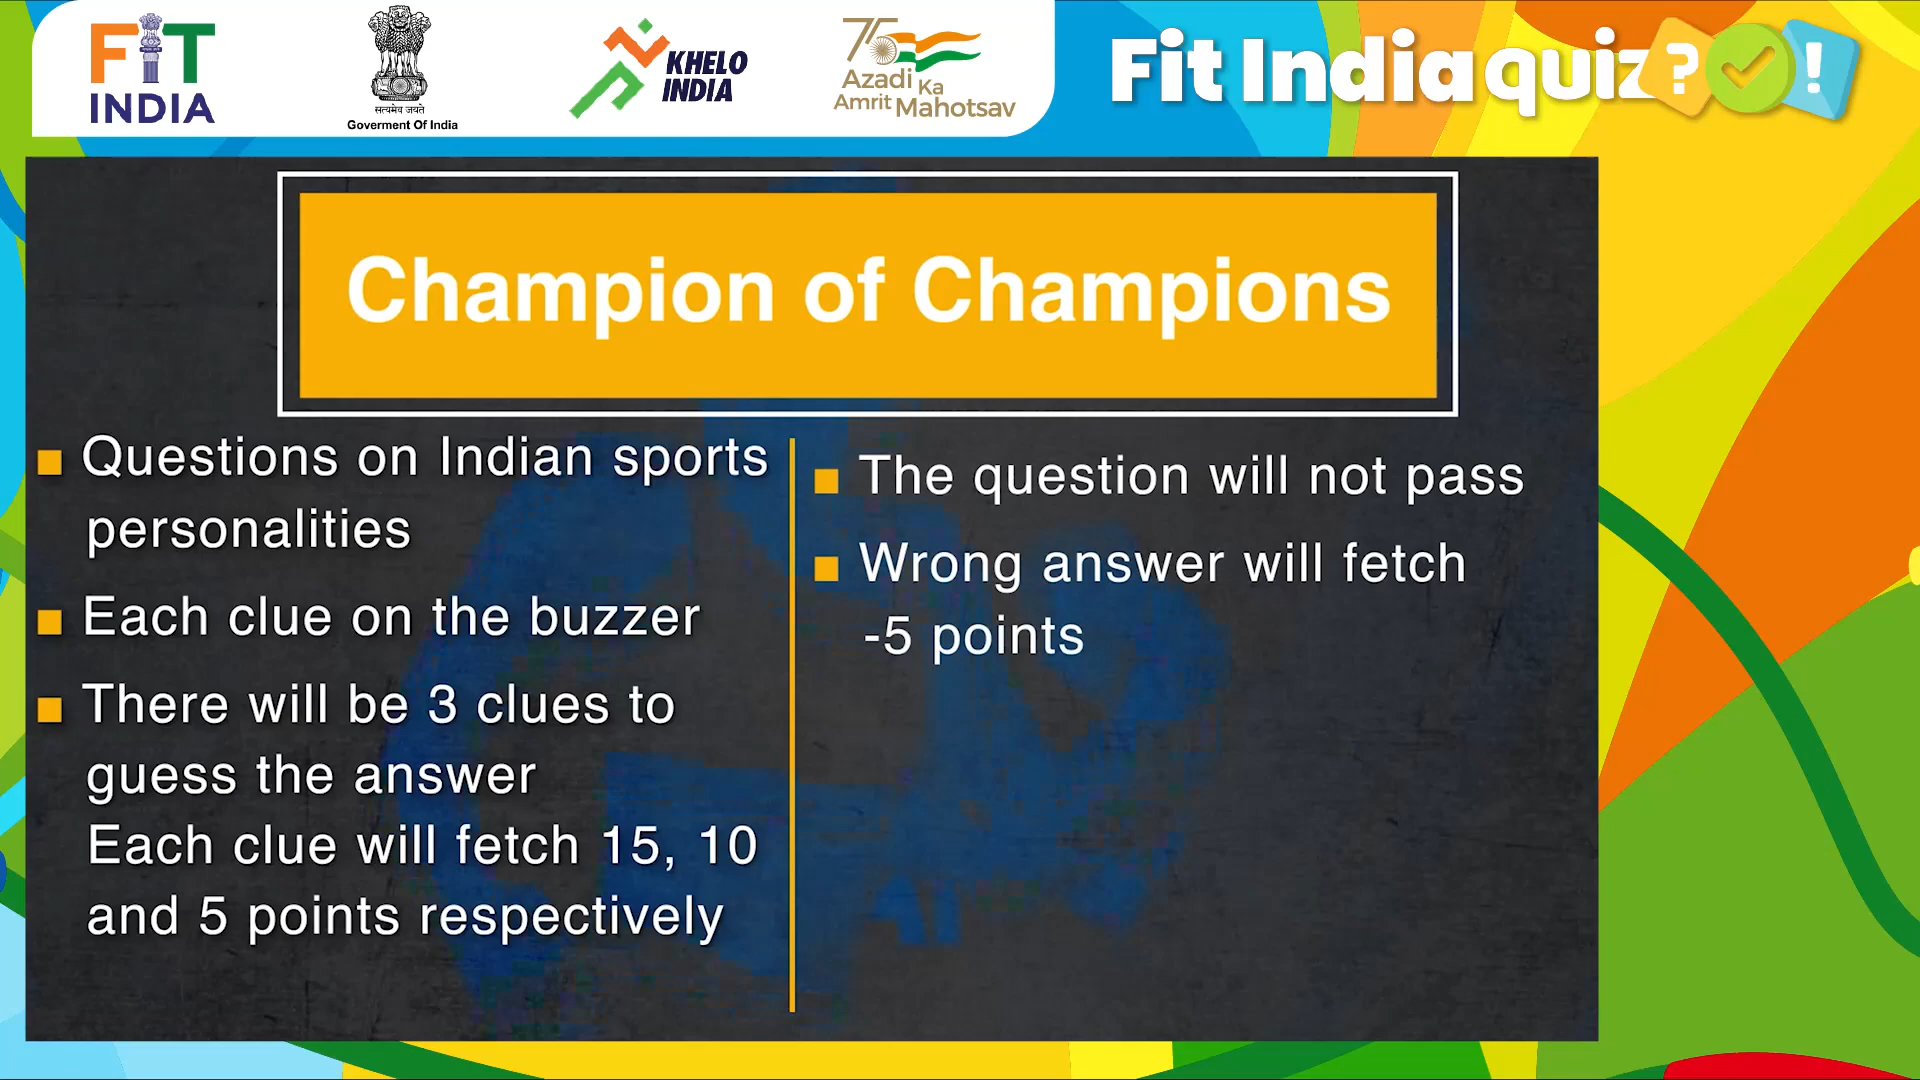 FIT
INDIA
सत्यमेव जयते
Goverment Of India
KHELO
INDIA
75
Azadi Ka
Amrit Mahotsav
Fit India quiz?!
Champion of Champions
Questions on Indian sports
personalities
Each clue on the buzzer
There will be 3 clues to
guess the answer
Each clue will fetch 15, 10
and 5 points respectively
The question will not pass
Wrong answer will fetch
-5 points